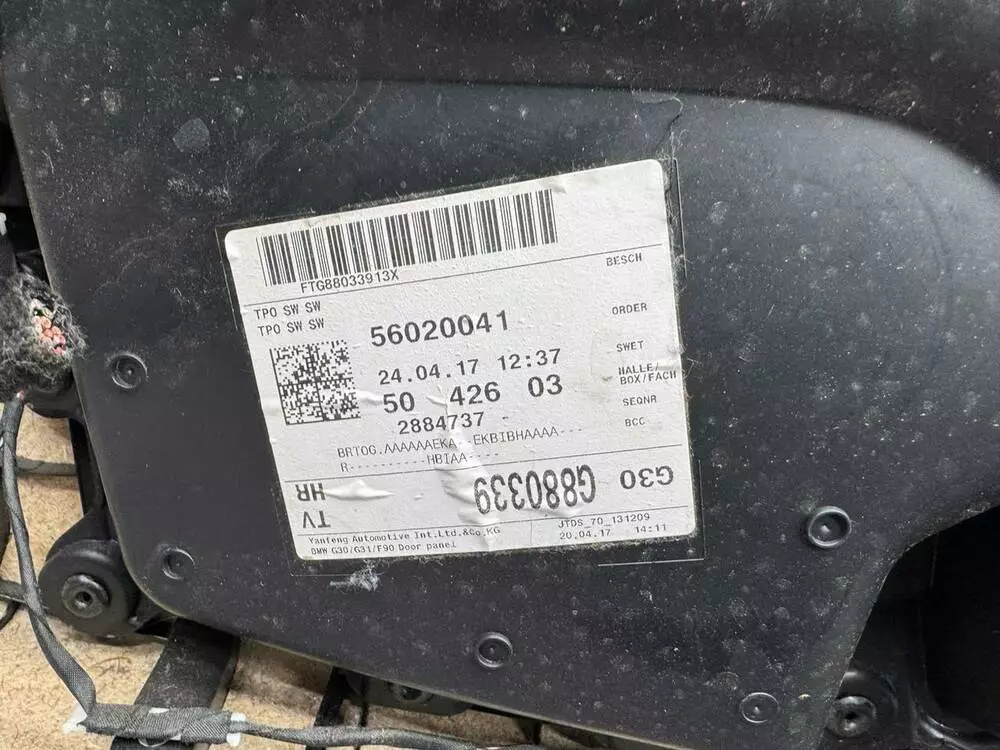 FTG88033913X
BESCH
TPO SW SW
TPO SW SW
56020041
ORDER
24.04.17 12:37
SWET
50 426 03
HALLE/
BOX/FACH
2884737 -
SEQNR
BCC
BRTOG.AAAAAAEKA--EKBIBHAAAA---
R----------HBIAA----
TV
HR
G880339
G30
Yanfeng Automotive Int.Ltd.&Co.KG
BMW G30/G31/F90 Door panel
JTDS_70_131209
20.04.17 14:11